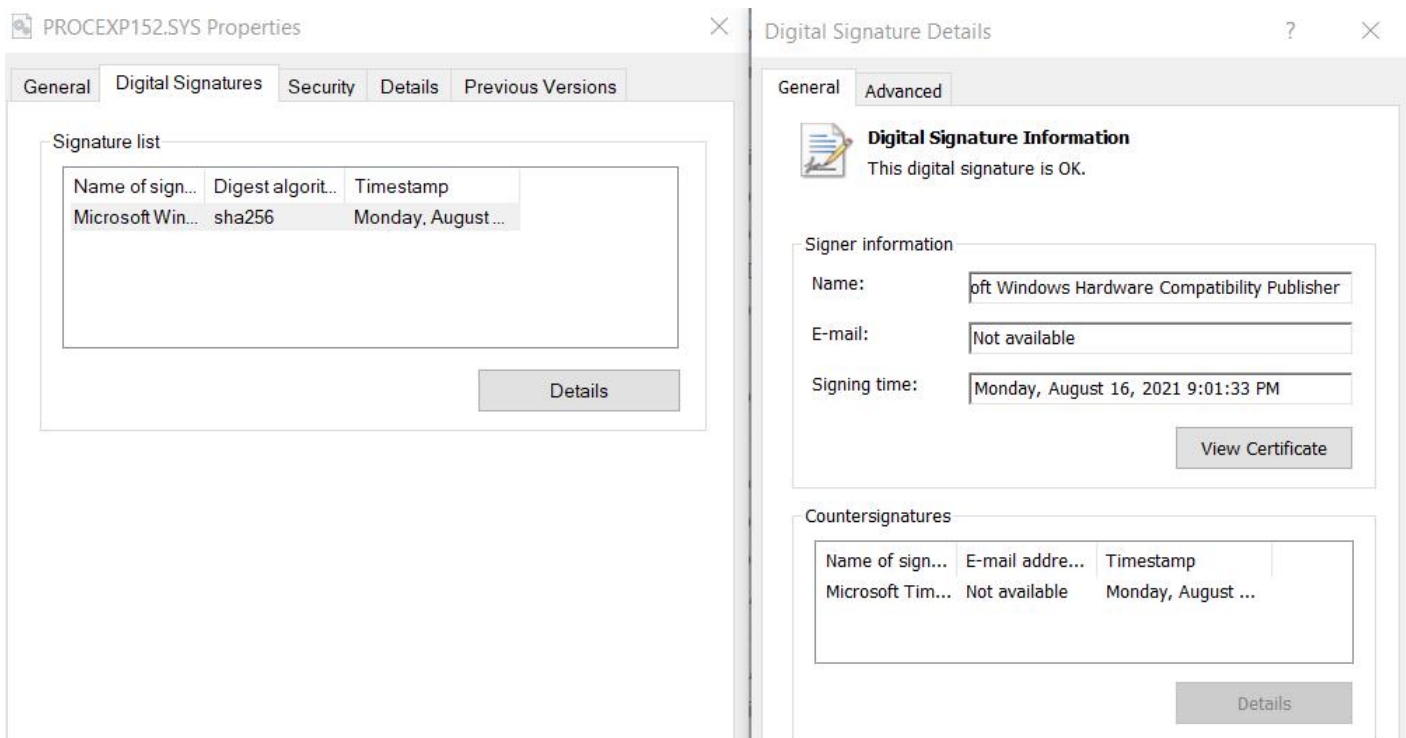 PROCEXP152.SYS Properties
General Digital Signatures Security Details Previous Versions
Signature list
Name of sign... Digest algorit... Timestamp
Microsoft Win... sha256 Monday, August ...
Details
Digital Signature Details ?
General Advanced
Digital Signature Information
This digital signature is OK.
Signer information
Name: oft Windows Hardware Compatibility Publisher
E-mail: Not available
Signing time: Monday, August 16, 2021 9:01:33 PM
View Certificate
Countersignatures
Name of sign... E-mail addre... Timestamp
Microsoft Tim... Not available Monday, August ...
Details